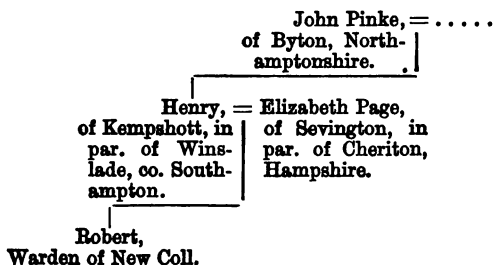 John Pinke, = . . . . .
of Byton, North-
amptonshire.
Henry, = Elizabeth Page,
of Kempshott, in of Sevington, in
par. of Wins- par. of Cheriton,
lade, co. South- Hampshire.
ampton.
Robert,
Warden of New Coll.